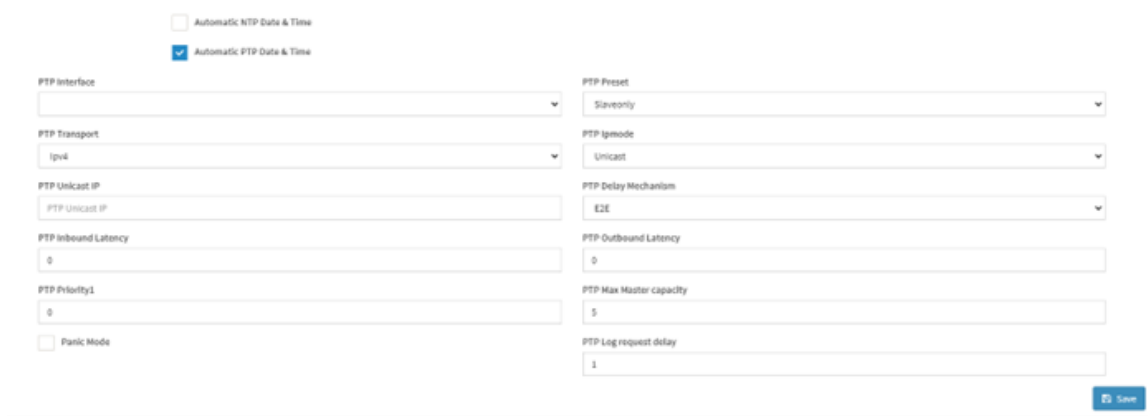 Automatic NTP Date & Time
Automatic PTP Date & Time
PTP Interface
PTP Preset
Slaveonly
PTP Transport
PTP Ipmode
Ipv4
Unicast
PTP Unicast IP
PTP Delay Mechanism
PTP Unicast IP
E2E
PTP Inbound Latency
PTP Outbound Latency
0
0
PTP Priority1
PTP Max Master capacity
0
5
Panic Mode
PTP Log request delay
1
Save